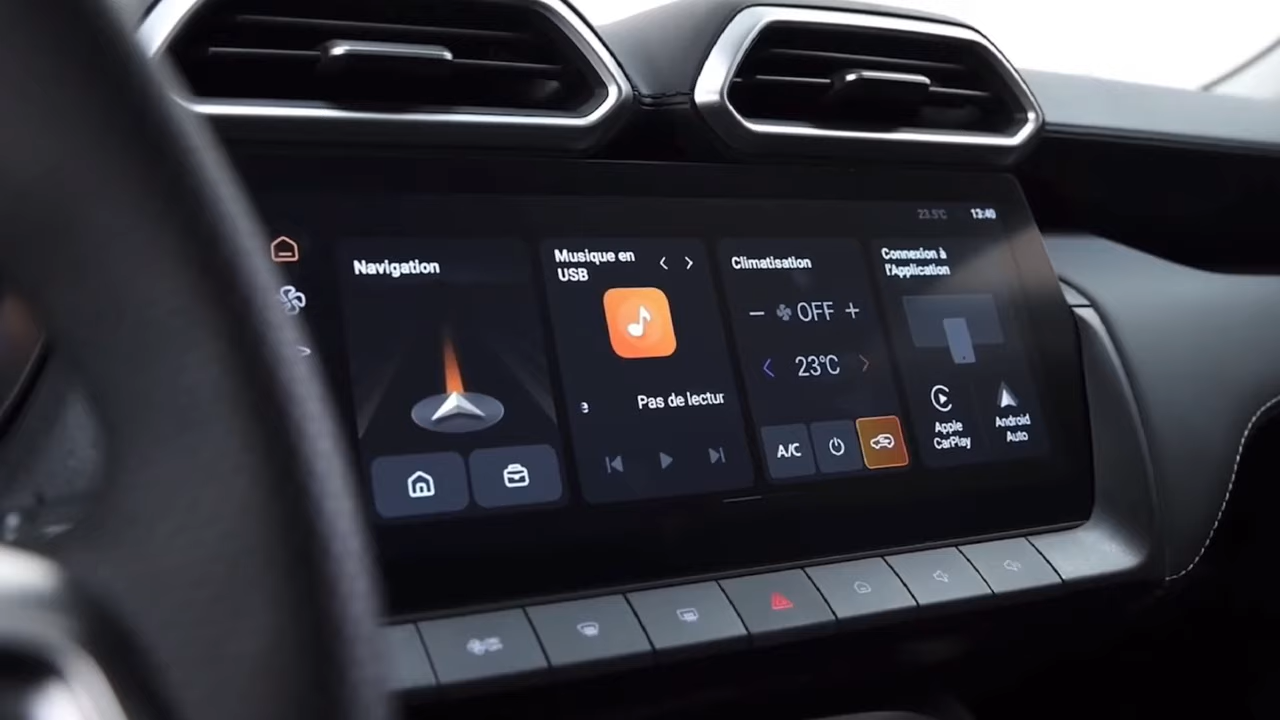 23.5°C 13:40
Navigation
Musique en
USB
Pas de lectur
Climatisation
OFF
23°C
A/C
Connexion à
l'Application
Apple
CarPlay
Android
Auto